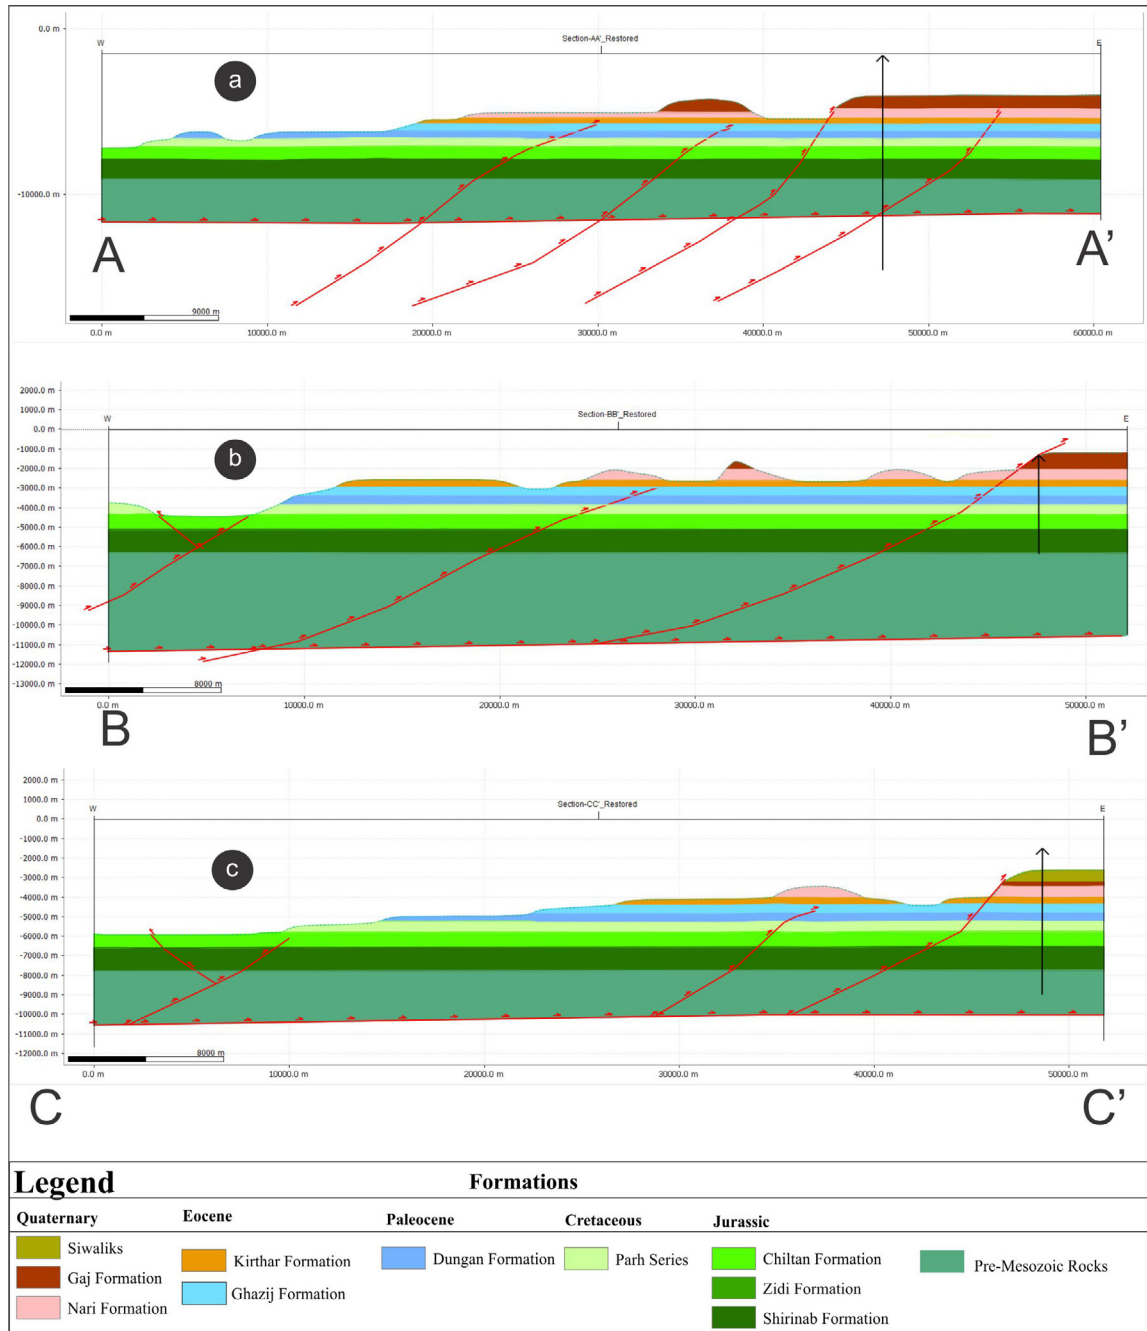 0.0 m
W
Section-AA'_Restored
E
a
-10000.0 m
A
A'
9000 m
0.0 m
10000.0 m
20000.0 m
30000.0 m
40000.0 m
50000.0 m
60000.0 m
2000.0 m
1000.0 m
W
Section-BB'_Restored
E
0.0 m
b
-1000.0 m
-2000.0 m
-3000.0 m
-4000.0 m
-5000.0 m
-6000.0 m
-7000.0 m
-8000.0 m
-9000.0 m
-10000.0 m
-11000.0 m
-12000.0 m
-13000.0 m
8000 m
0.0 m
10000.0 m
20000.0 m
30000.0 m
40000.0 m
50000.0 m
B
B'
2000.0 m
1000.0 m
W
Section-CC'_Restored
E
0.0 m
-1000.0 m
c
-2000.0 m
-3000.0 m
-4000.0 m
-5000.0 m
-6000.0 m
-7000.0 m
-8000.0 m
-9000.0 m
-10000.0 m
-11000.0 m
-12000.0 m
8000 m
0.0 m
10000.0 m
20000.0 m
30000.0 m
40000.0 m
50000.0 m
C
C'
Legend
Formations
Quaternary
Siwaliks
Gaj Formation
Nari Formation
Eocene
Kirthar Formation
Ghazij Formation
Paleocene
Dungan Formation
Cretaceous
Parh Series
Jurassic
Chiltan Formation
Zidi Formation
Shirinab Formation
Pre-Mesozoic Rocks